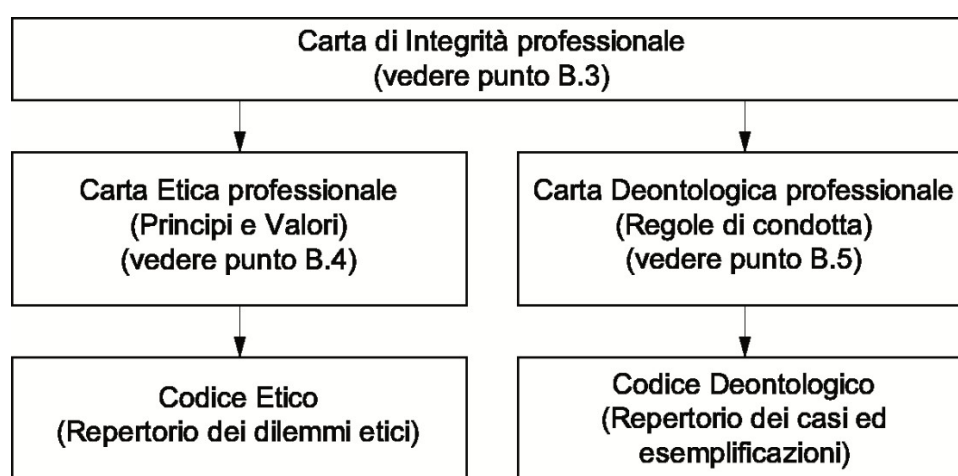 Carta di Integrità professionale
(vedere punto B.3)
Carta Etica professionale
(Principi e Valori)
(vedere punto B.4)
Carta Deontologica professionale
(Regole di condotta)
(vedere punto B.5)
Codice Etico
(Repertorio dei dilemmi etici)
Codice Deontologico
(Repertorio dei casi ed
esemplificazioni)